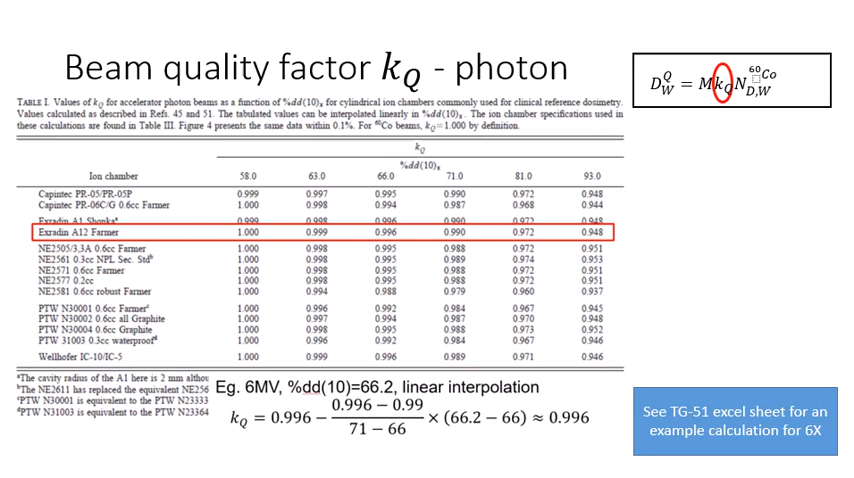 Beam quality factor k_Q - photon
D_W^Q = M k_Q N_{D,W}^{60Co}
TABLE I. Values of k_Q for accelerator photon beams as a function of %dd(10)_x for cylindrical ion chambers commonly used for clinical reference dosimetry.
Values calculated as described in Refs. 45 and 51. The tabulated values can be interpolated linearly in %dd(10)_x. The ion chamber specifications used in
these calculations are found in Table III. Figure 4 presents the same data within 0.1%. For ⁶⁰Co beams, k_Q=1.000 by definition.
k_Q
%dd(10)_x
Ion chamber 58.0 63.0 66.0 71.0 81.0 93.0
Capintec PR-05/PR-05P 0.999 0.997 0.995 0.990 0.972 0.948
Capintec PR-06C/G 0.6cc Farmer 1.000 0.998 0.994 0.987 0.968 0.944
Exradin A1 Shonkaᵃ 0.999 0.998 0.996 0.990 0.972 0.948
Exradin A12 Farmer 1.000 0.999 0.996 0.990 0.972 0.948
NE2505/3,3A 0.6cc Farmer 1.000 0.998 0.995 0.988 0.972 0.951
NE2561 0.3cc NPL Sec. Stdᵇ 1.000 0.998 0.995 0.989 0.974 0.953
NE2571 0.6cc Farmer 1.000 0.998 0.995 0.988 0.972 0.951
NE2577 0.2cc 1.000 0.998 0.995 0.988 0.972 0.951
NE2581 0.6cc robust Farmer 1.000 0.994 0.988 0.979 0.960 0.937
PTW N30001 0.6cc Farmerᶜ 1.000 0.996 0.992 0.984 0.967 0.945
PTW N30002 0.6cc all Graphite 1.000 0.997 0.994 0.987 0.970 0.948
PTW N30004 0.6cc Graphite 1.000 0.998 0.995 0.988 0.973 0.952
PTW 31003 0.3cc waterproofᵈ 1.000 0.996 0.992 0.984 0.967 0.946
Wellhofer IC-10/IC-5 1.000 0.999 0.996 0.989 0.971 0.946
ᵃThe cavity radius of the A1 here is 2 mm althou
ᵇThe NE2611 has replaced the equivalent NE256
ᶜPTW N30001 is equivalent to the PTW N23333
ᵈPTW N31003 is equivalent to the PTW N23364
Eg. 6MV, %dd(10)=66.2, linear interpolation
k_Q = 0.996 − (0.996 − 0.99)/(71 − 66) × (66.2 − 66) ≈ 0.996
See TG-51 excel sheet for an
example calculation for 6X